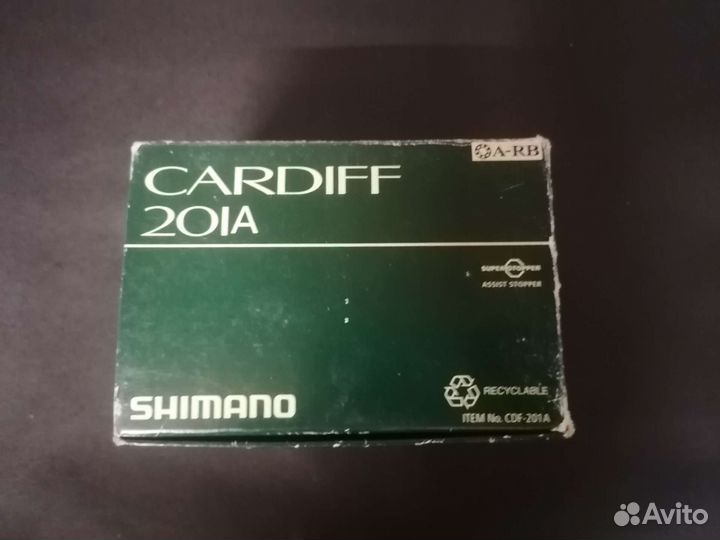 A-RB
CARDIFF
201A
SUPER STOPPER
ASSIST STOPPER
RECYCLABLE
SHIMANO
ITEM No. CDF-201A
Avito